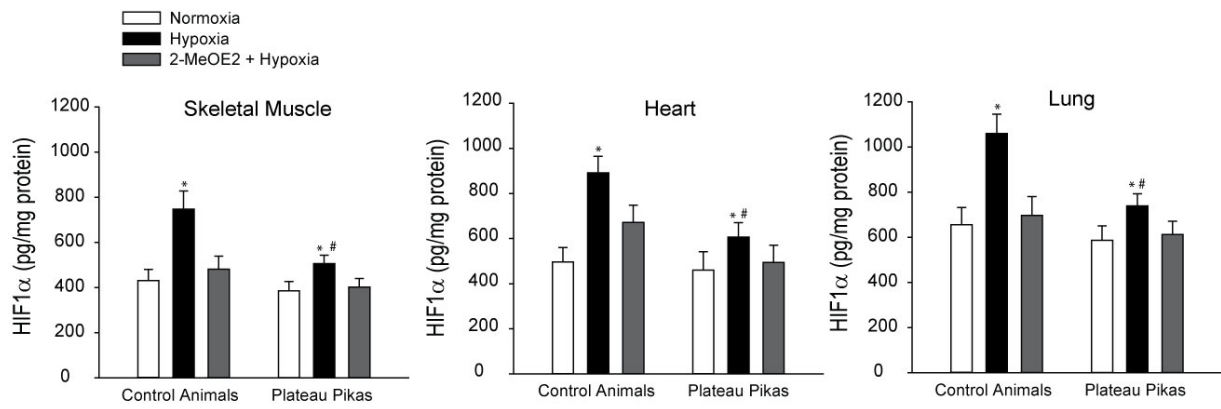 Normoxia
Hypoxia
2-MeOE2 + Hypoxia
Skeletal Muscle
HIF1α (pg/mg protein)
1200
1000
800
600
400
200
0
*
* #
Control Animals
Plateau Pikas
Heart
HIF1α (pg/mg protein)
1200
1000
800
600
400
200
0
*
* #
Control Animals
Plateau Pikas
Lung
HIF1α (pg/mg protein)
1200
1000
800
600
400
200
0
*
* #
Control Animals
Plateau Pikas